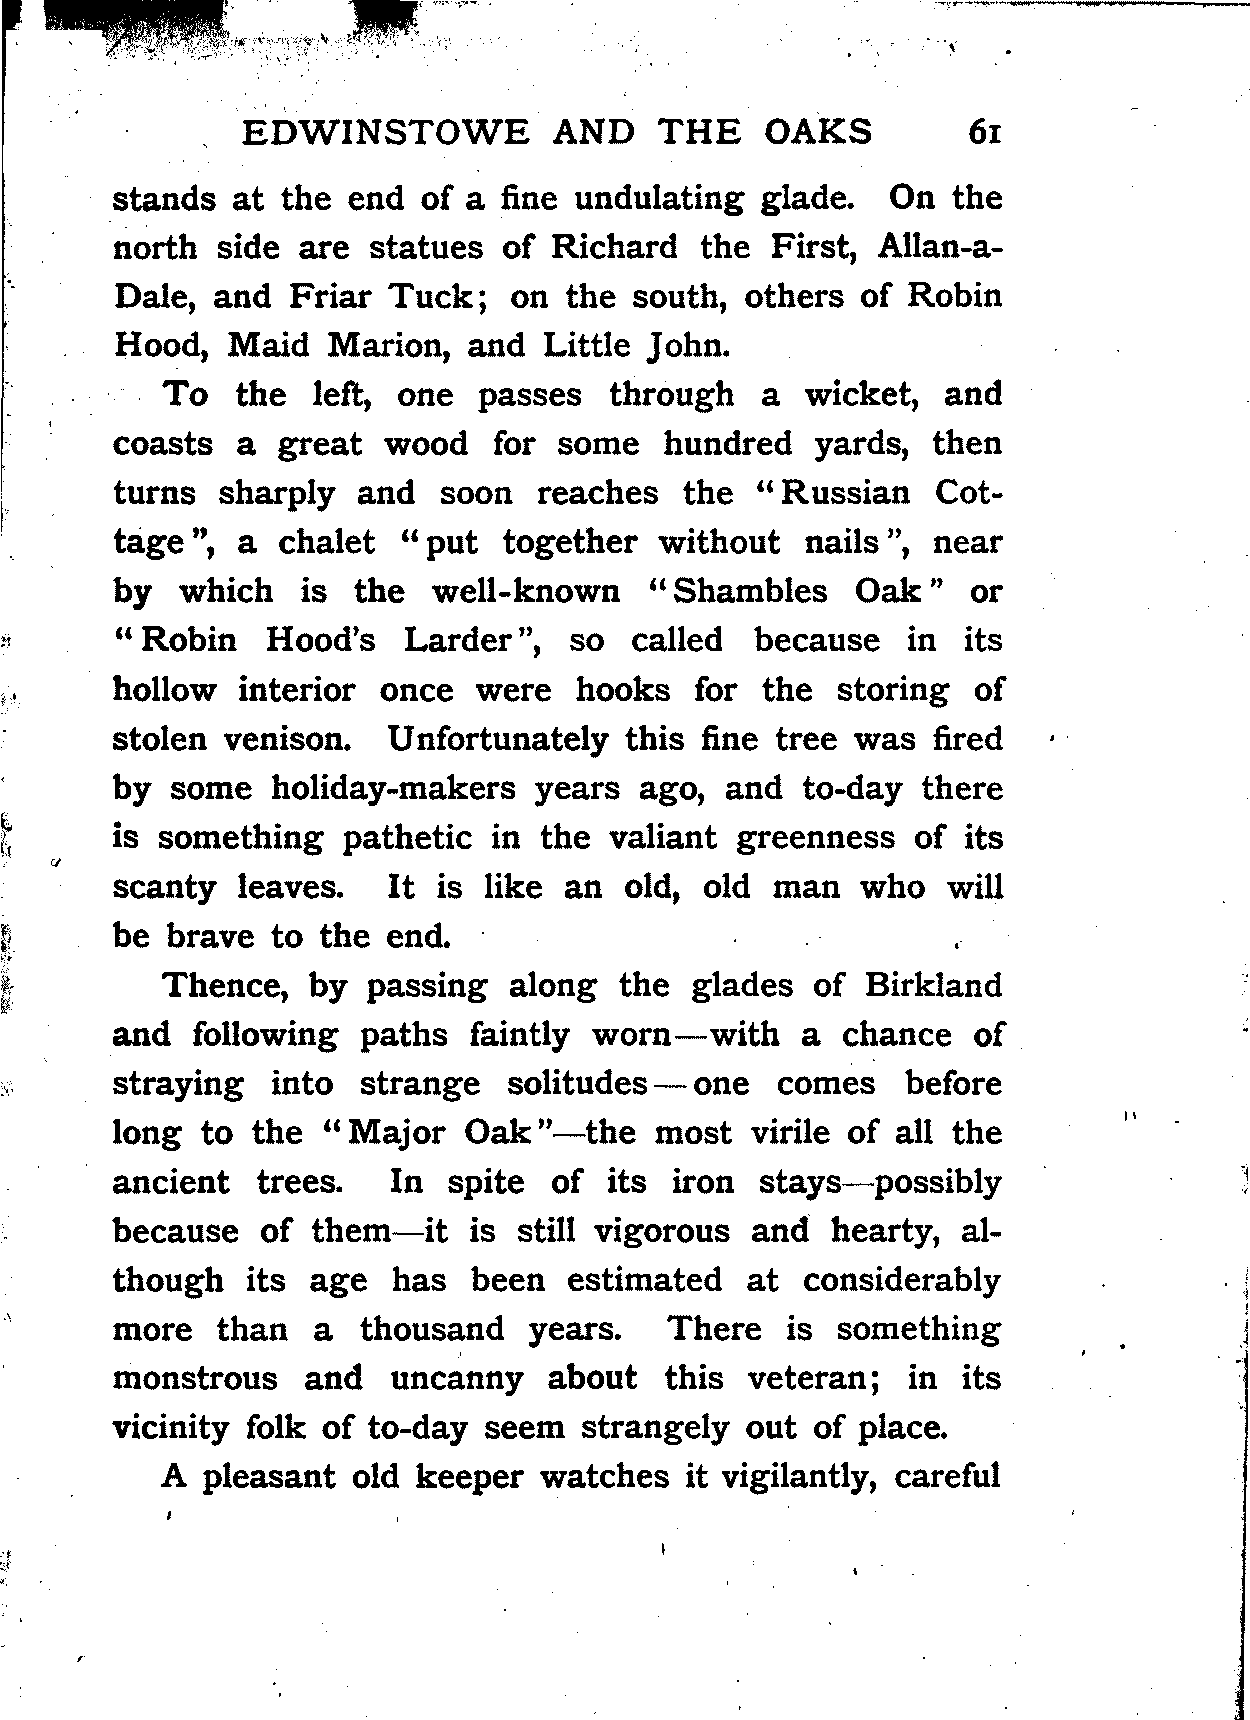 EDWINSTOWE AND THE OAKS 61
stands at the end of a fine undulating glade. On the
north side are statues of Richard the First, Allan-a-
Dale, and Friar Tuck; on the south, others of Robin
Hood, Maid Marion, and Little John.
To the left, one passes through a wicket, and
coasts a great wood for some hundred yards, then
turns sharply and soon reaches the "Russian Cot-
tage", a chalet "put together without nails", near
by which is the well-known "Shambles Oak" or
"Robin Hood's Larder", so called because in its
hollow interior once were hooks for the storing of
stolen venison. Unfortunately this fine tree was fired
by some holiday-makers years ago, and to-day there
is something pathetic in the valiant greenness of its
scanty leaves. It is like an old, old man who will
be brave to the end.
Thence, by passing along the glades of Birkland
and following paths faintly worn—with a chance of
straying into strange solitudes—one comes before
long to the "Major Oak"—the most virile of all the
ancient trees. In spite of its iron stays—possibly
because of them—it is still vigorous and hearty, al-
though its age has been estimated at considerably
more than a thousand years. There is something
monstrous and uncanny about this veteran; in its
vicinity folk of to-day seem strangely out of place.
A pleasant old keeper watches it vigilantly, careful